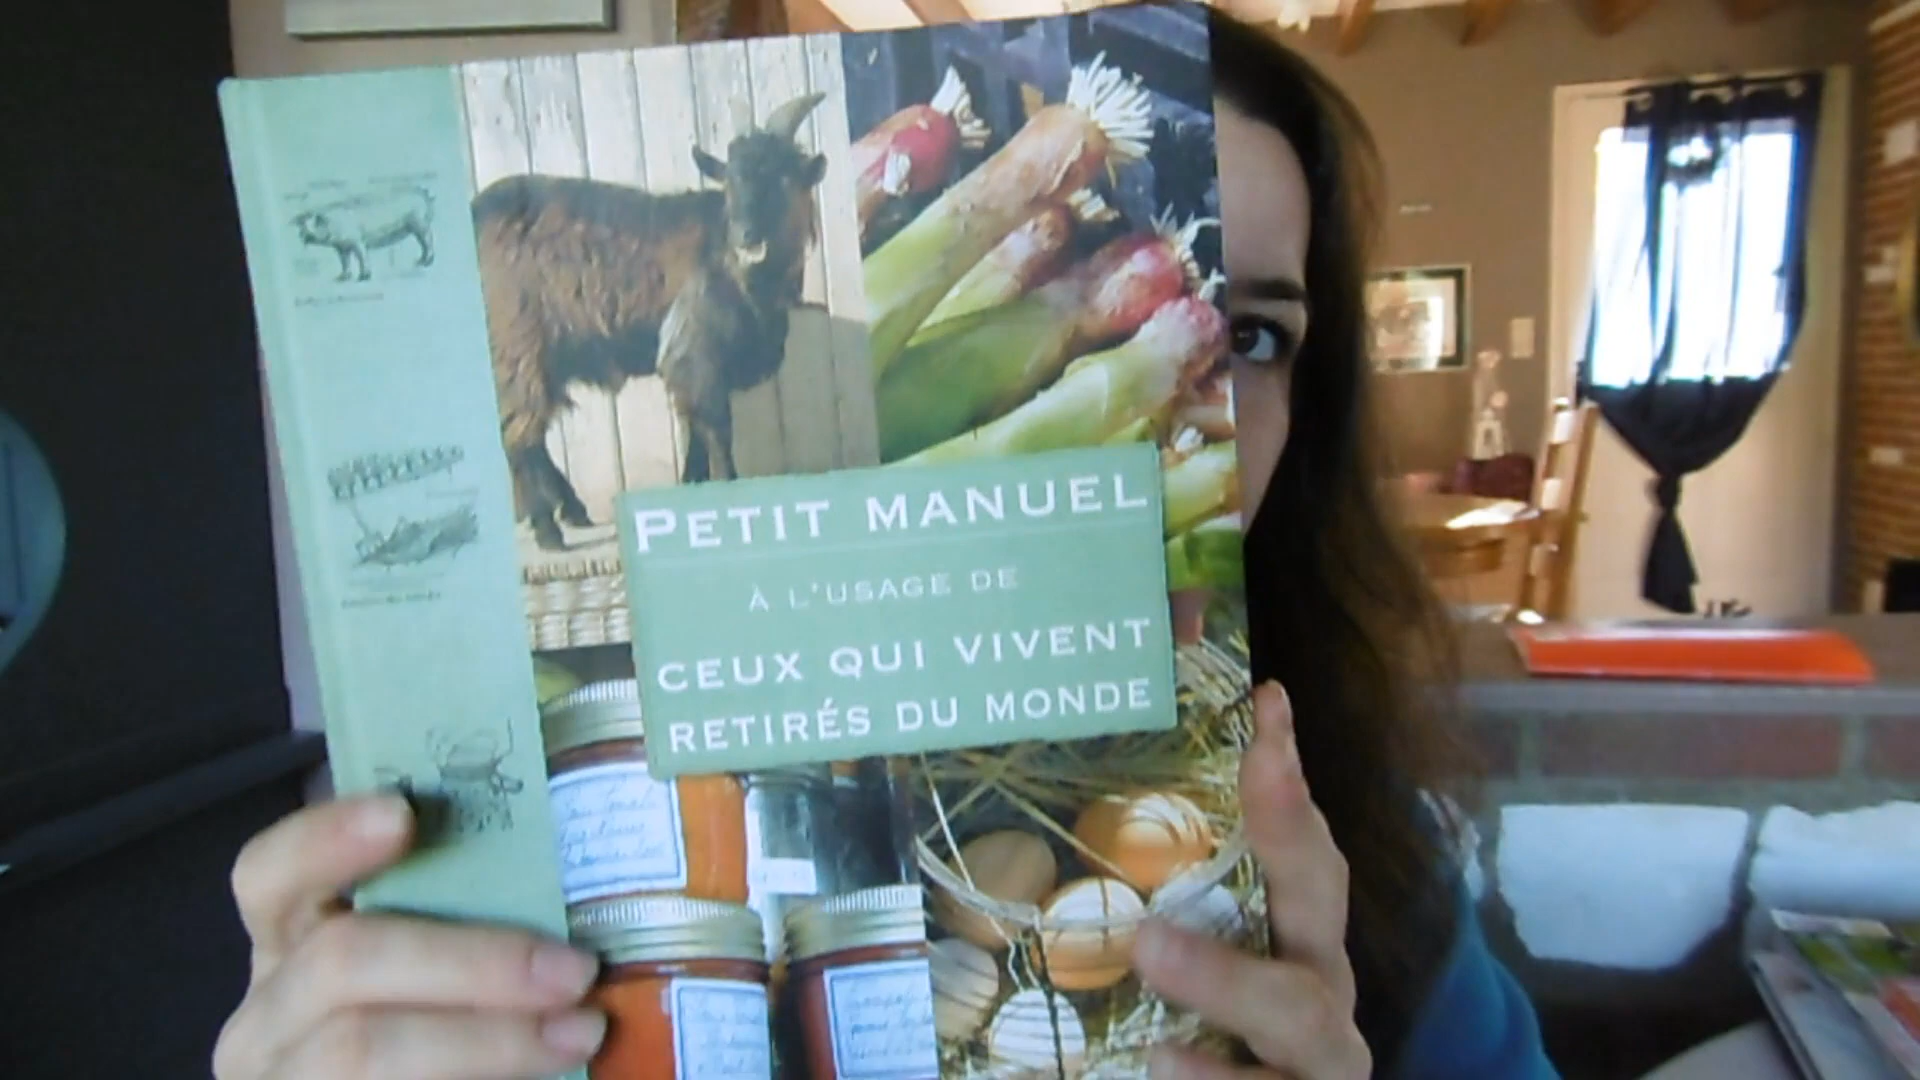 PETIT MANUEL
À L'USAGE DE
CEUX QUI VIVENT
RETIRÉS DU MONDE